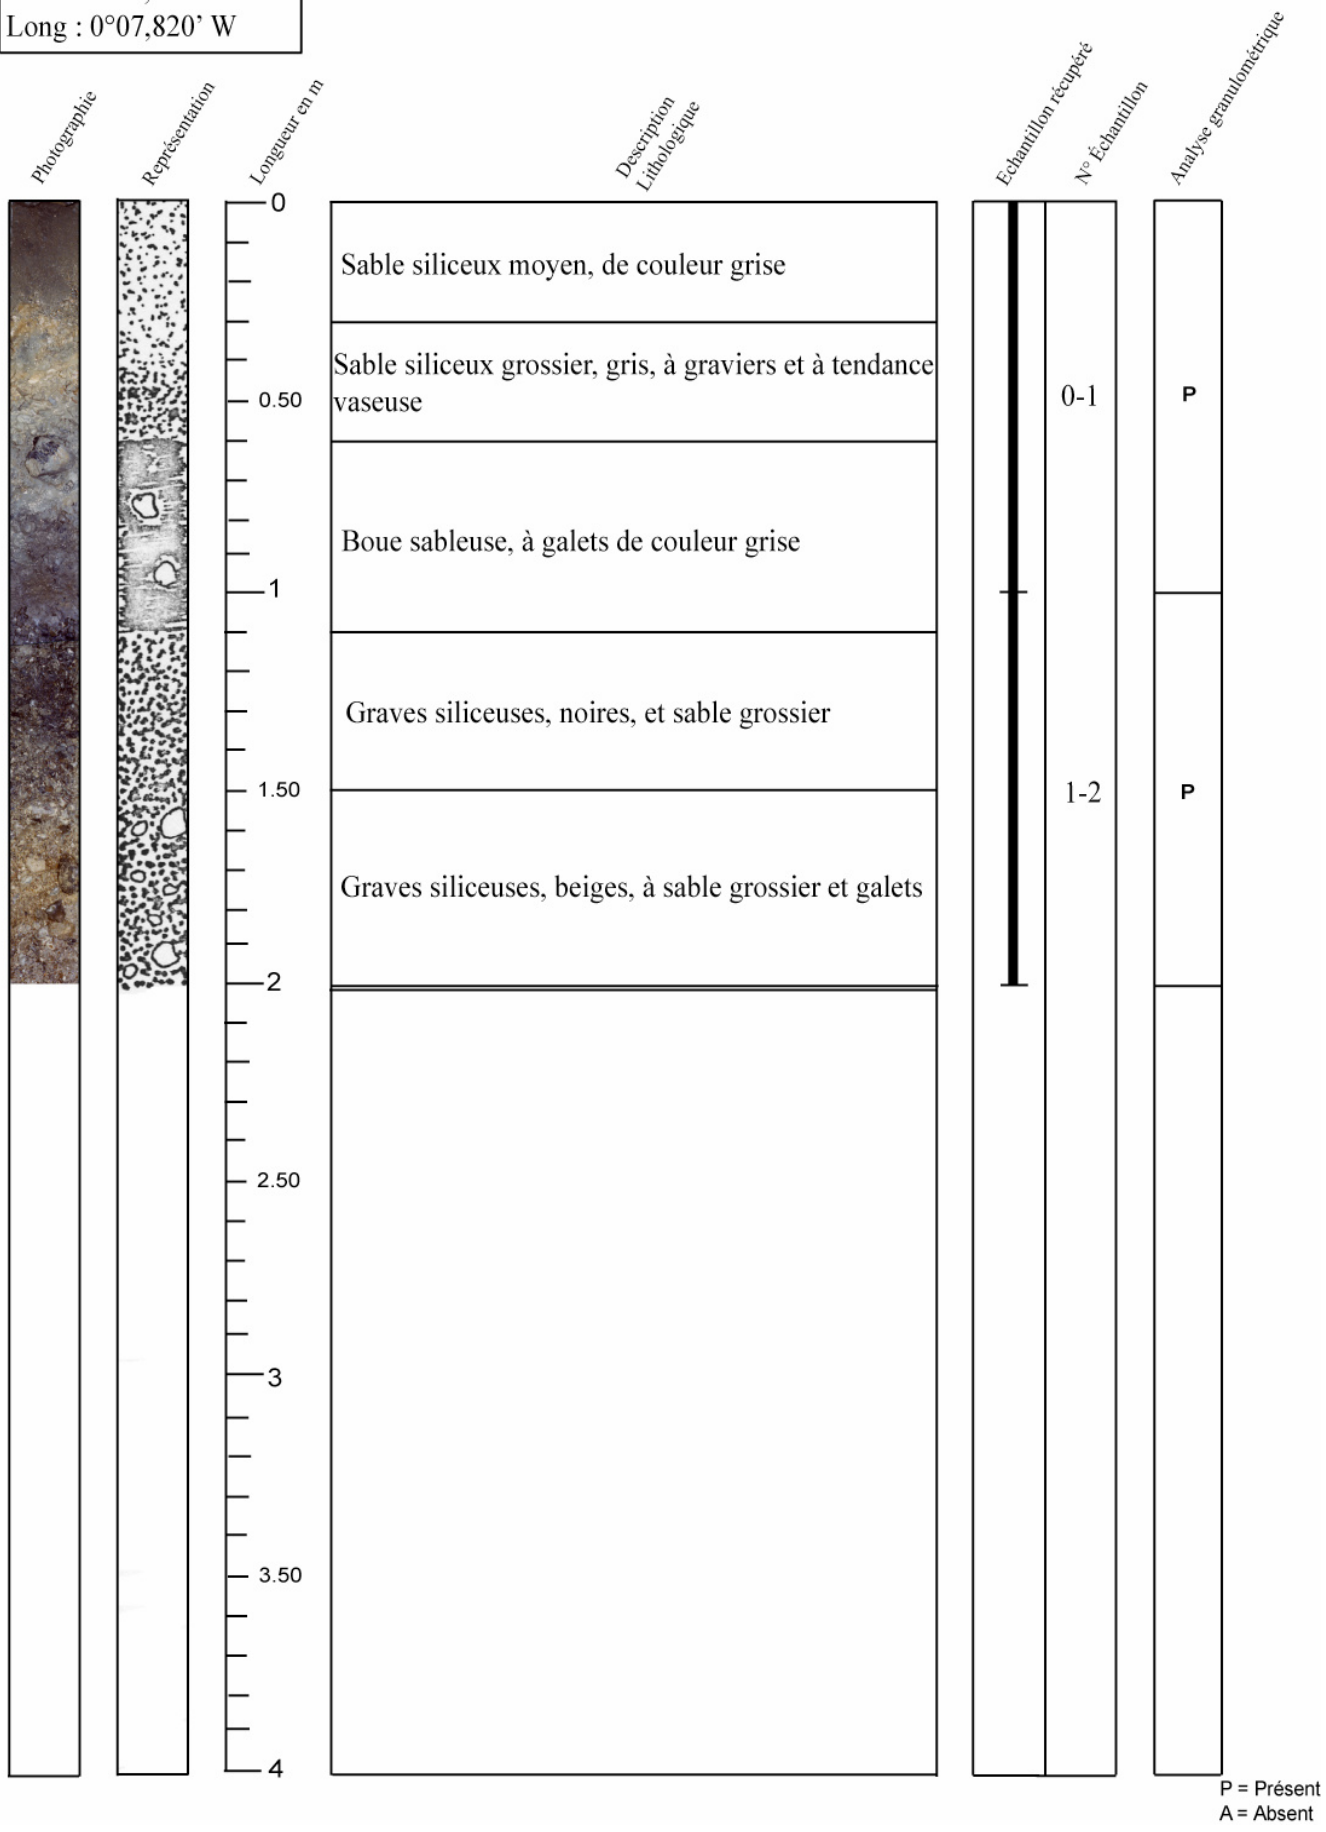 Long : 0°07,820’ W
Photographie
Représentation
Longueur en m
Description
Lithologique
Echantillon récupéré
N° Échantillon
Analyse granulométrique
0
Sable siliceux moyen, de couleur grise
Sable siliceux grossier, gris, à graviers et à tendance
vaseuse
0.50
0-1
P
Boue sableuse, à galets de couleur grise
1
Graves siliceuses, noires, et sable grossier
1.50
1-2
P
Graves siliceuses, beiges, à sable grossier et galets
2
2.50
3
3.50
4
P = Présent
A = Absent